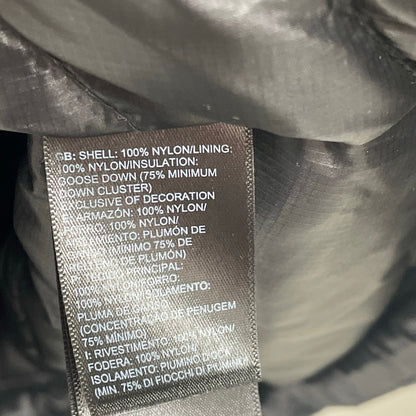 GB: SHELL: 100% NYLON/LINING:
100% NYLON/INSULATION:
GOOSE DOWN (75% MINIMUM
DOWN CLUSTER)
EXCLUSIVE OF DECORATION
E: ARMAZÓN: 100% NYLON/
100% NYLON/
PLUMÓN DE
(MÍNIMO 75% DE
DE PLUMÓN)
PRINCIPAL:
100% NYLON/FORRO:
100% NYLON/
PLUMA DE
(CONCENTRAÇÃO DE PENUGEM
75% MÍNIMO)
I: RIVESTIMENTO: 100% NYLON/
FODERA: 100% NYLON/
ISOLAMENTO: PIUMINO D'OCA
(MIN. 75% DI FIOCCHI DI PIUMINO)